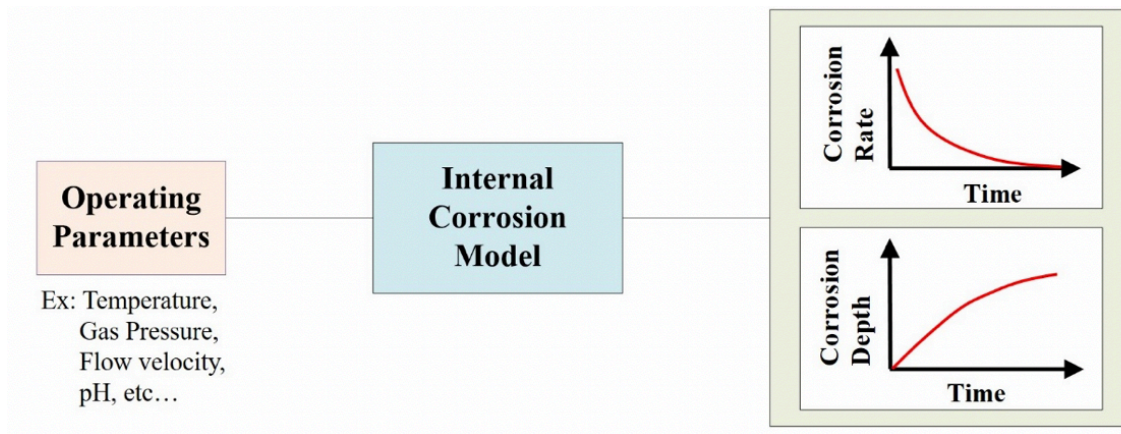 Operating
Parameters
Ex: Temperature,
Gas Pressure,
Flow velocity,
pH, etc…
Internal
Corrosion
Model
Corrosion
Rate
Time
Corrosion
Depth
Time